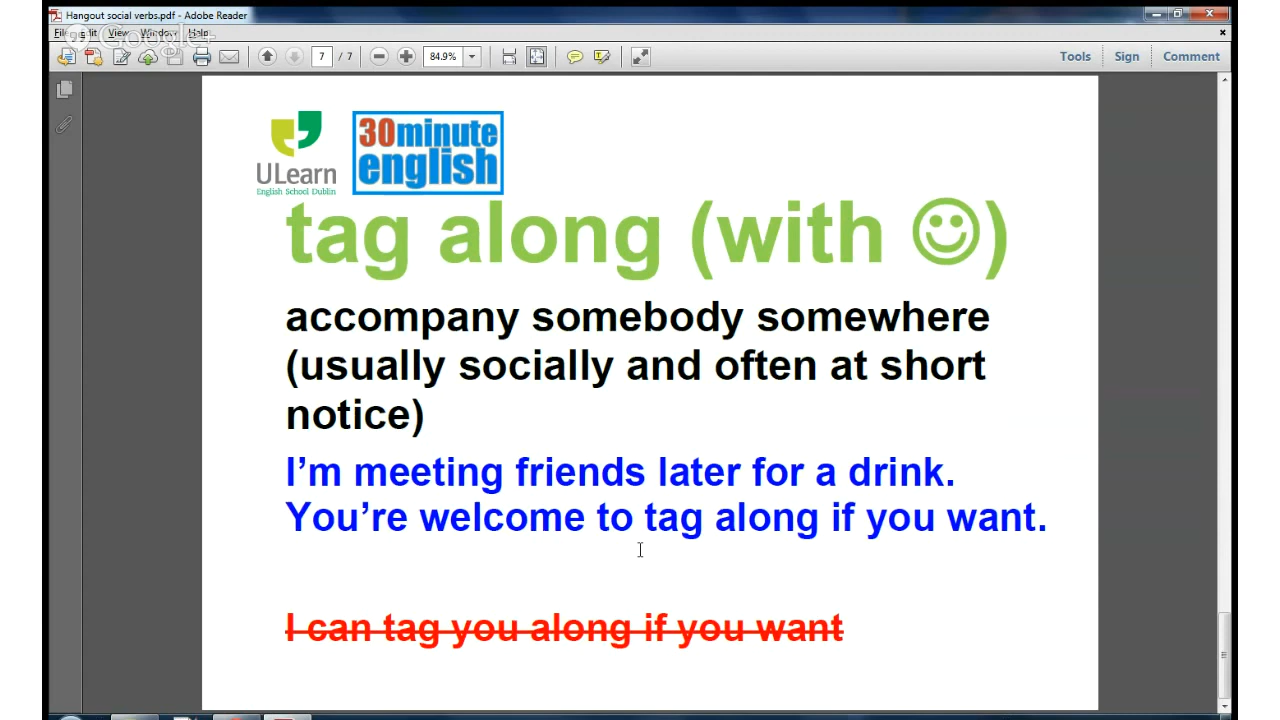 Hangout social verbs.pdf - Adobe Reader
File Edit View Window Help
Google+
7 / 7 84.9% Tools Sign Comment
ULearn
English School Dublin
30minute
english
tag along (with ☺)
accompany somebody somewhere
(usually socially and often at short
notice)
I'm meeting friends later for a drink.
You're welcome to tag along if you want.
I can tag you along if you want